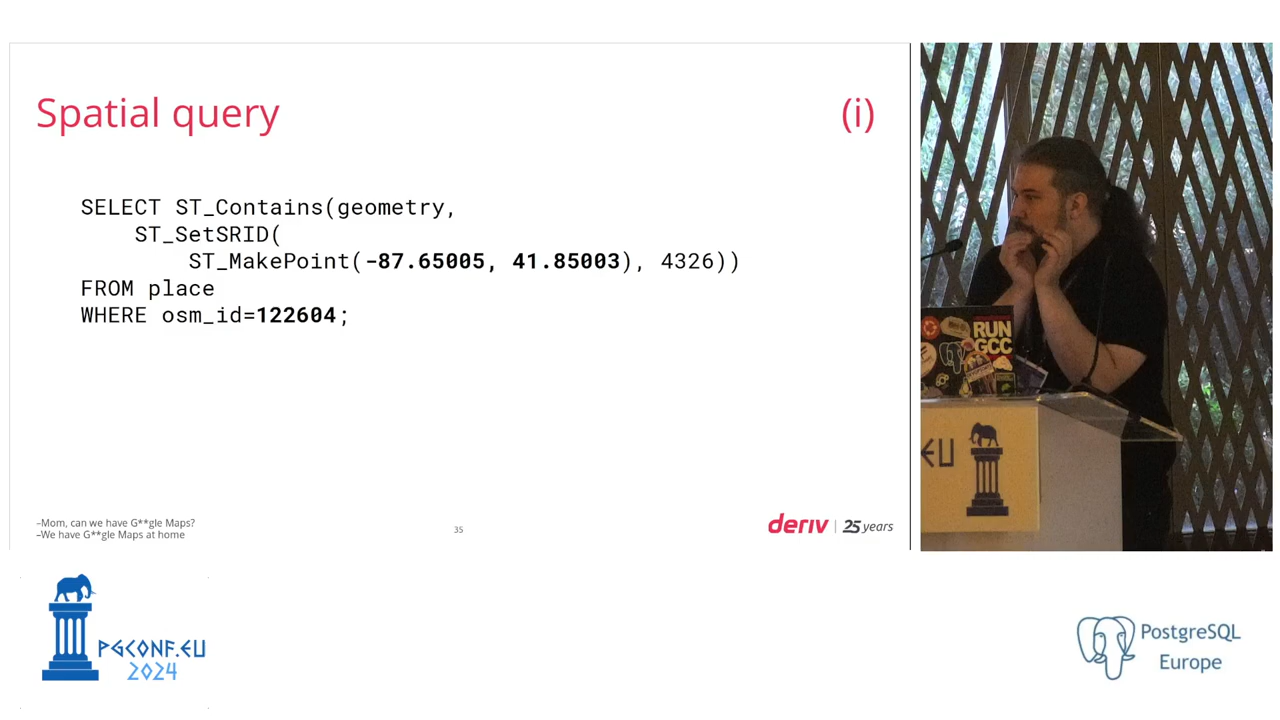 Spatial query
(i)
SELECT ST_Contains(geometry,
ST_SetSRID(
ST_MakePoint(-87.65005, 41.85003), 4326))
FROM place
WHERE osm_id=122604;
–Mom, can we have G**gle Maps?
–We have G**gle Maps at home
35
deriv | 25 years
RUN
GCC
EU
PGCONF.EU
2024
PostgreSQL
Europe